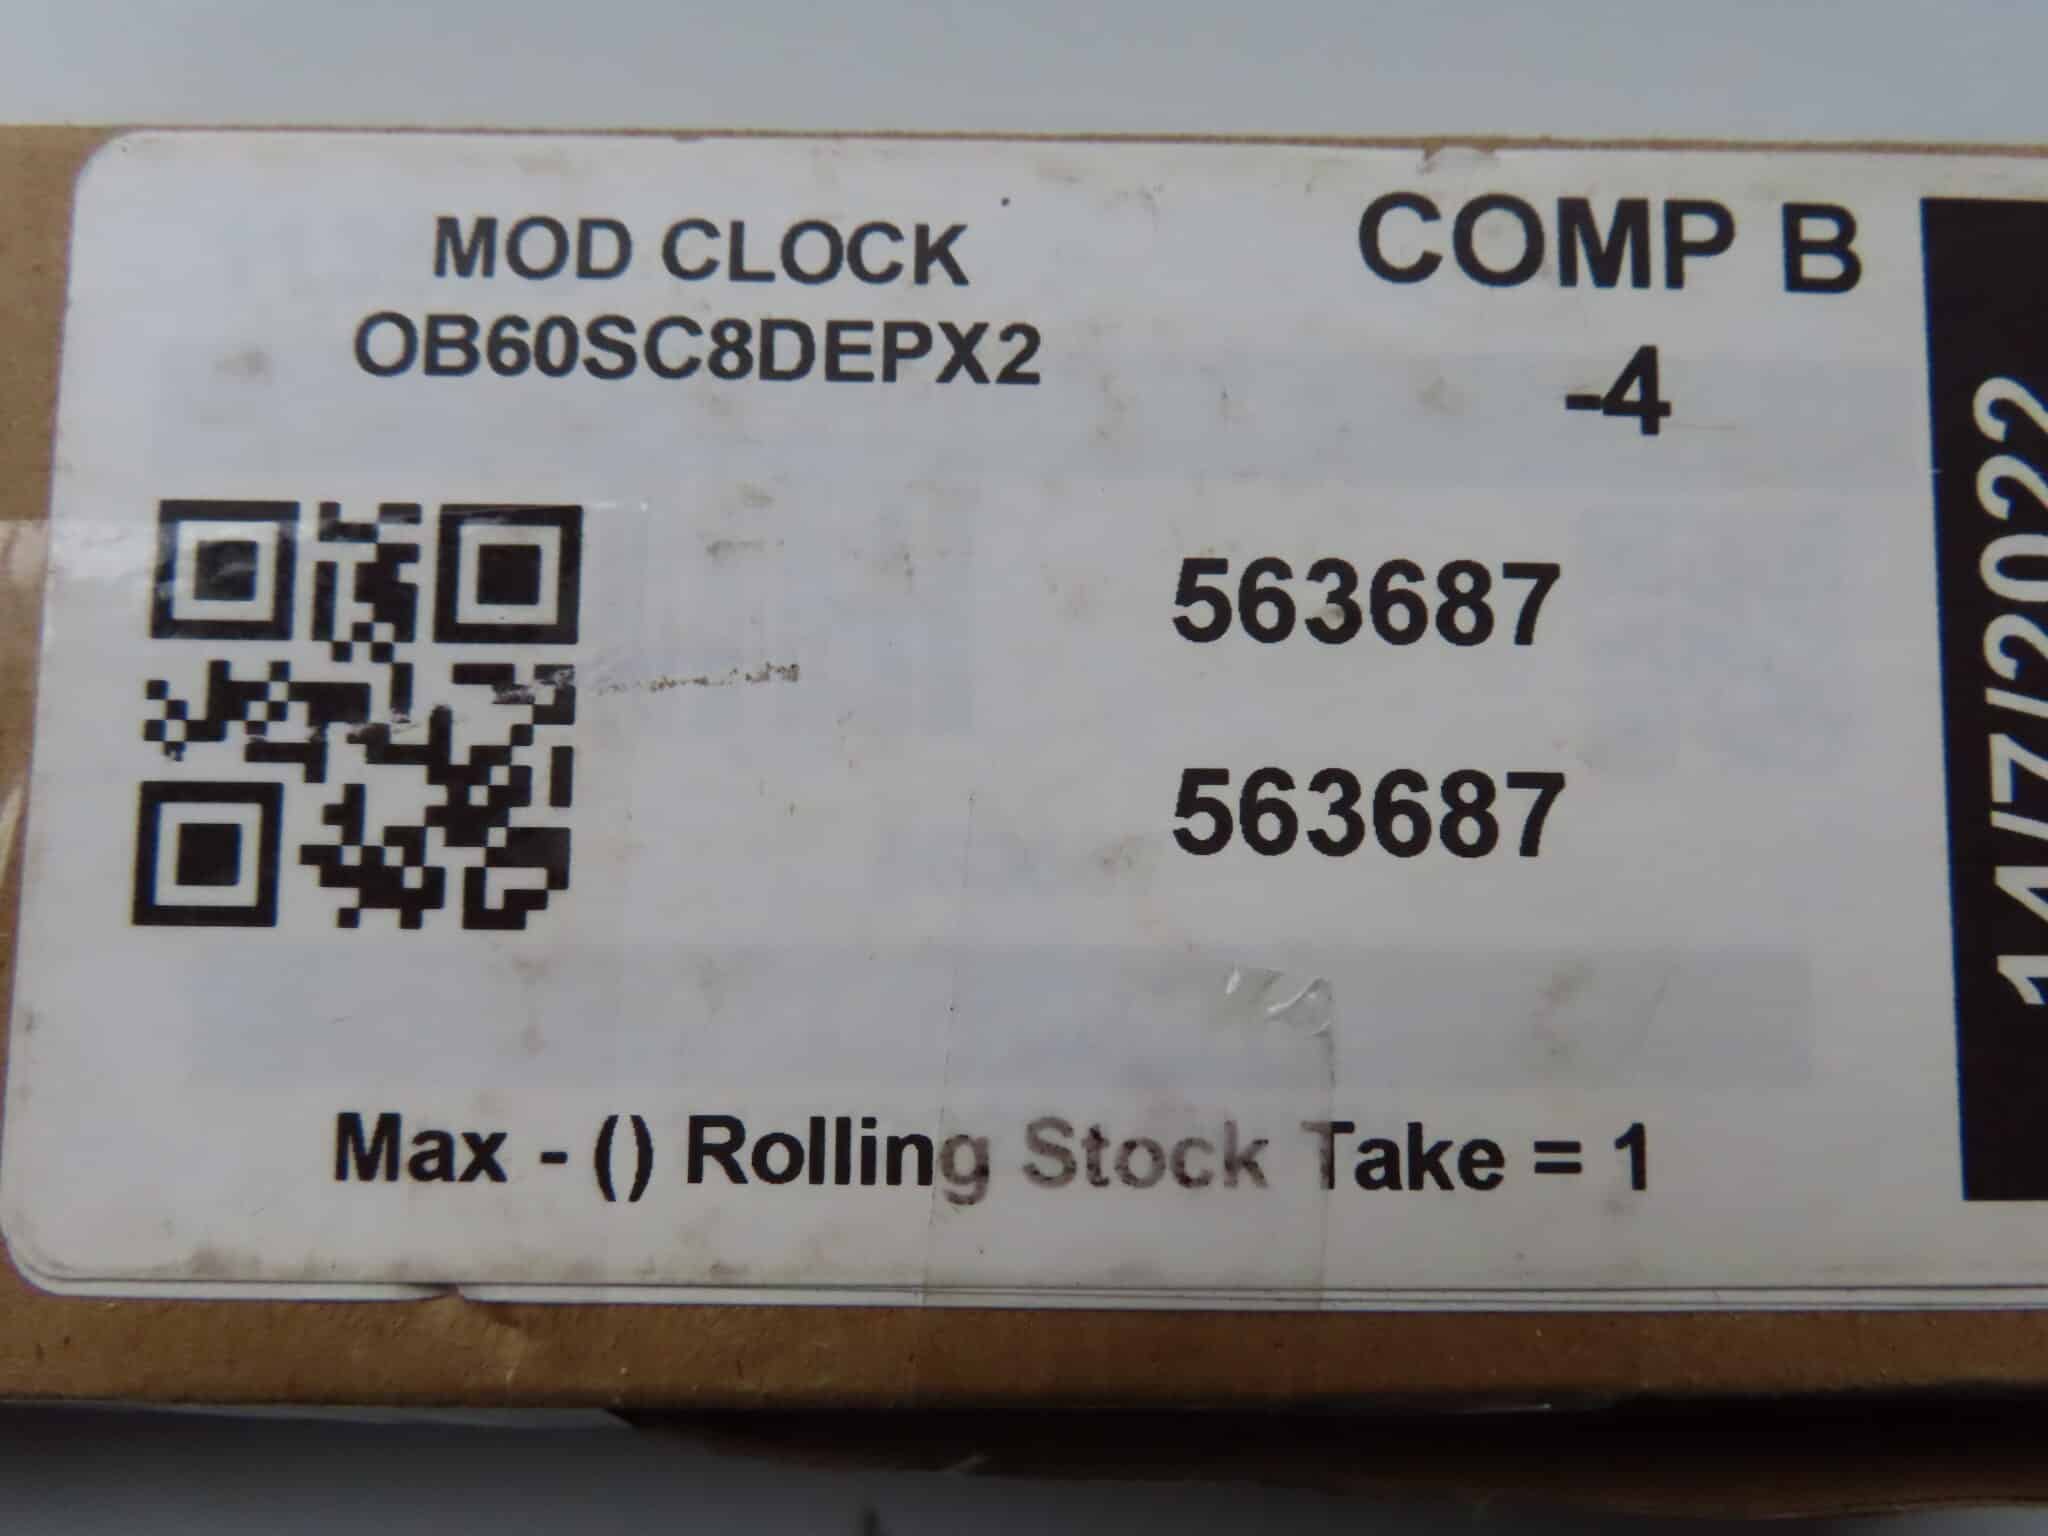 MOD CLOCK
OB60SC8DEPX2
COMP B
-4
563687
563687
Max - () Rolling Stock Take = 1
14/7/2022